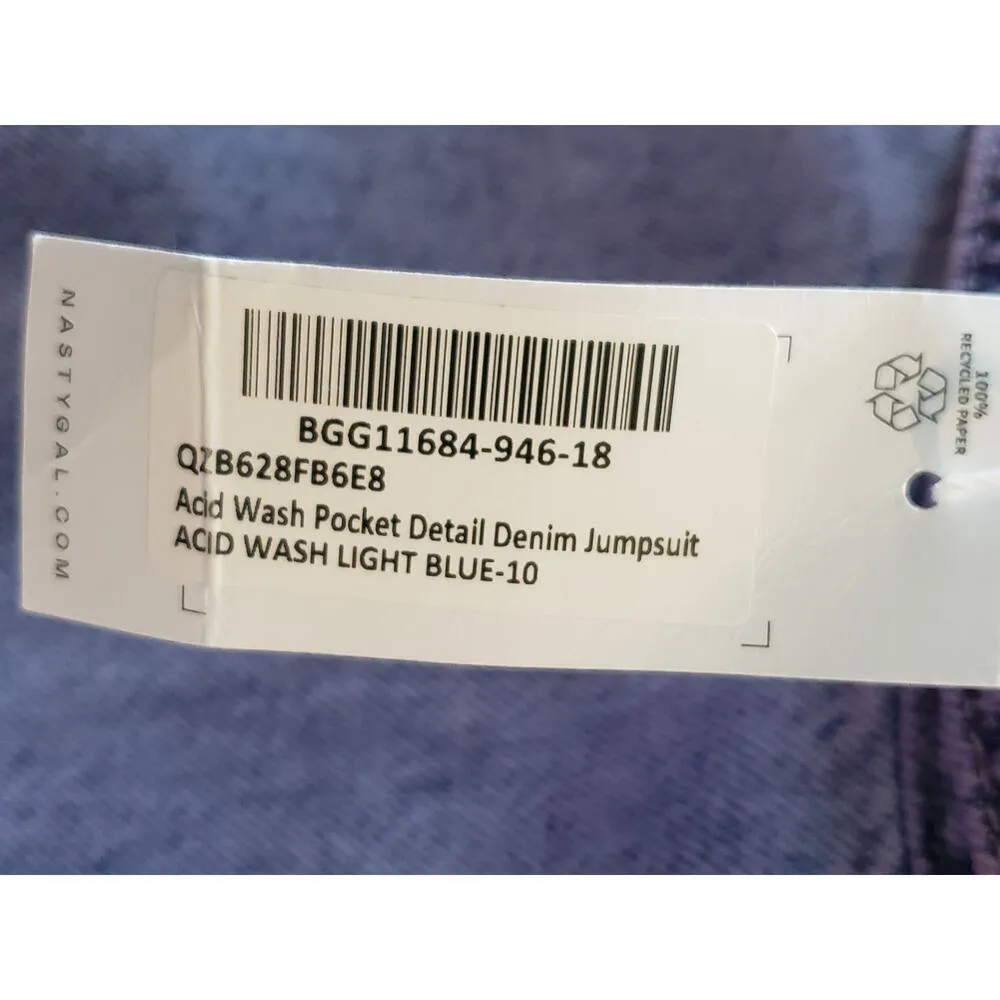 NASTYGAL.COM
BGG11684-946-18
QZB628FB6E8
Acid Wash Pocket Detail Denim Jumpsuit
ACID WASH LIGHT BLUE-10
100%
RECYCLED PAPER